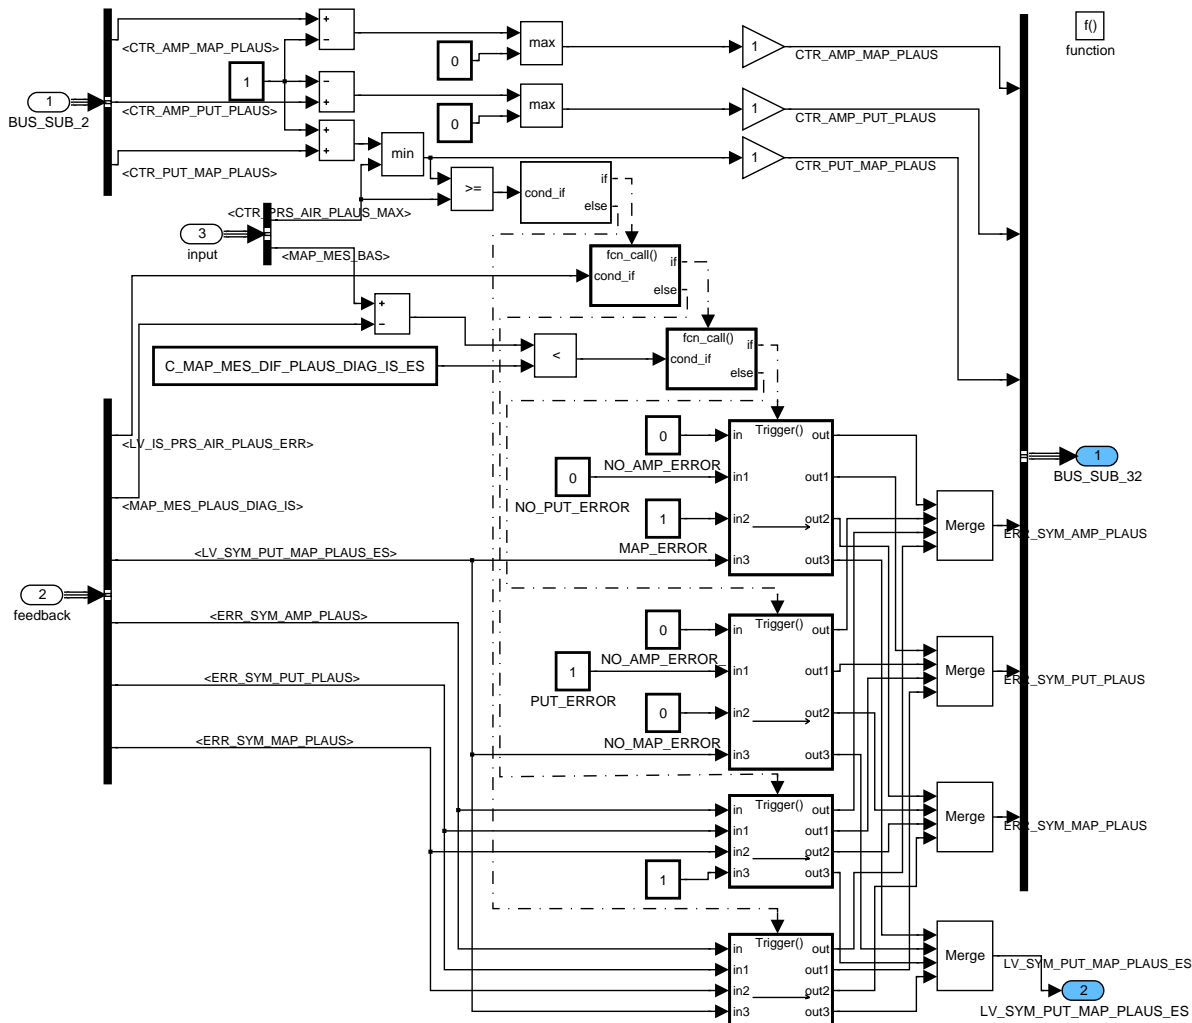 f()
function
+
−
<CTR_AMP_MAP_PLAUS>
max
0
1
CTR_AMP_MAP_PLAUS
1
1
BUS_SUB_2
−
+
<CTR_AMP_PUT_PLAUS>
max
0
1
CTR_AMP_PUT_PLAUS
+
+
<CTR_PUT_MAP_PLAUS>
min
1
CTR_PUT_MAP_PLAUS
>=
cond_if
if
else
<CTR_PRS_AIR_PLAUS_MAX>
3
input
<MAP_MES_BAS>
fcn_call()
cond_if
if
else
+
−
fcn_call()
cond_if
if
else
<
C_MAP_MES_DIF_PLAUS_DIAG_IS_ES
<LV_IS_PRS_AIR_PLAUS_ERR>
<MAP_MES_PLAUS_DIAG_IS>
<LV_SYM_PUT_MAP_PLAUS_ES>
2
feedback
<ERR_SYM_AMP_PLAUS>
<ERR_SYM_PUT_PLAUS>
<ERR_SYM_MAP_PLAUS>
0
NO_AMP_ERROR
0
NO_PUT_ERROR
1
MAP_ERROR
Trigger()
in
in1
in2
in3
out
out1
out2
out3
Merge
ERR_SYM_AMP_PLAUS
1
BUS_SUB_32
0
NO_AMP_ERROR_
1
PUT_ERROR
0
NO_MAP_ERROR
Trigger()
in
in1
in2
in3
out
out1
out2
out3
Merge
ERR_SYM_PUT_PLAUS
1
Trigger()
in
in1
in2
in3
out
out1
out2
out3
Merge
ERR_SYM_MAP_PLAUS
Trigger()
in
in1
in2
in3
out
out1
out2
out3
Merge
LV_SYM_PUT_MAP_PLAUS_ES
2
LV_SYM_PUT_MAP_PLAUS_ES